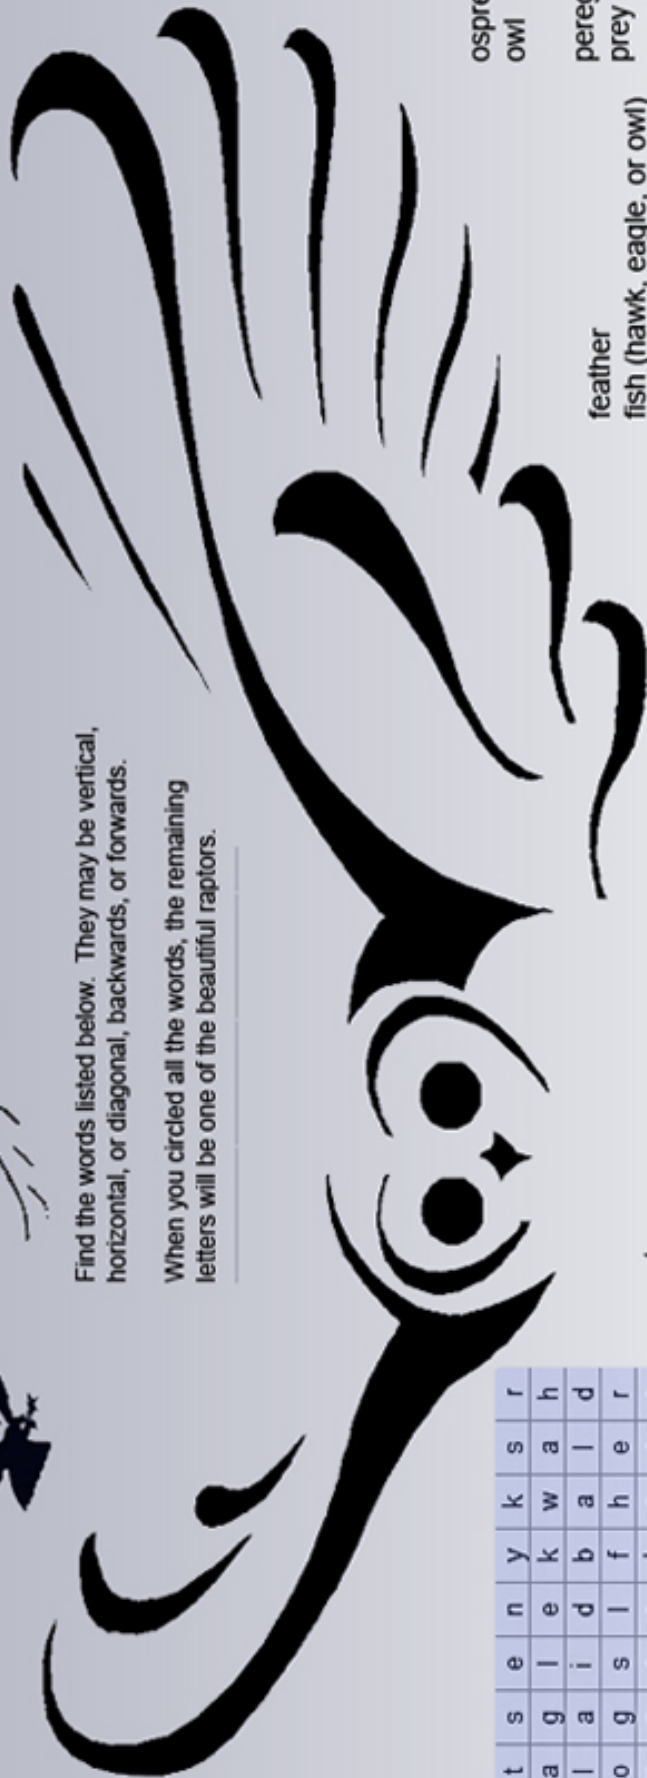 Find the words listed below. They may be vertical,
horizontal, or diagonal, backwards, or forwards.
When you circled all the words, the remaining
letters will be one of the beautiful raptors.
t s e n y k s r
a g l e k w a h
l a i d b a l d
o g s l f h e r
feather
fish (hawk, eagle, or owl)
ospre
owl
pereg
prey